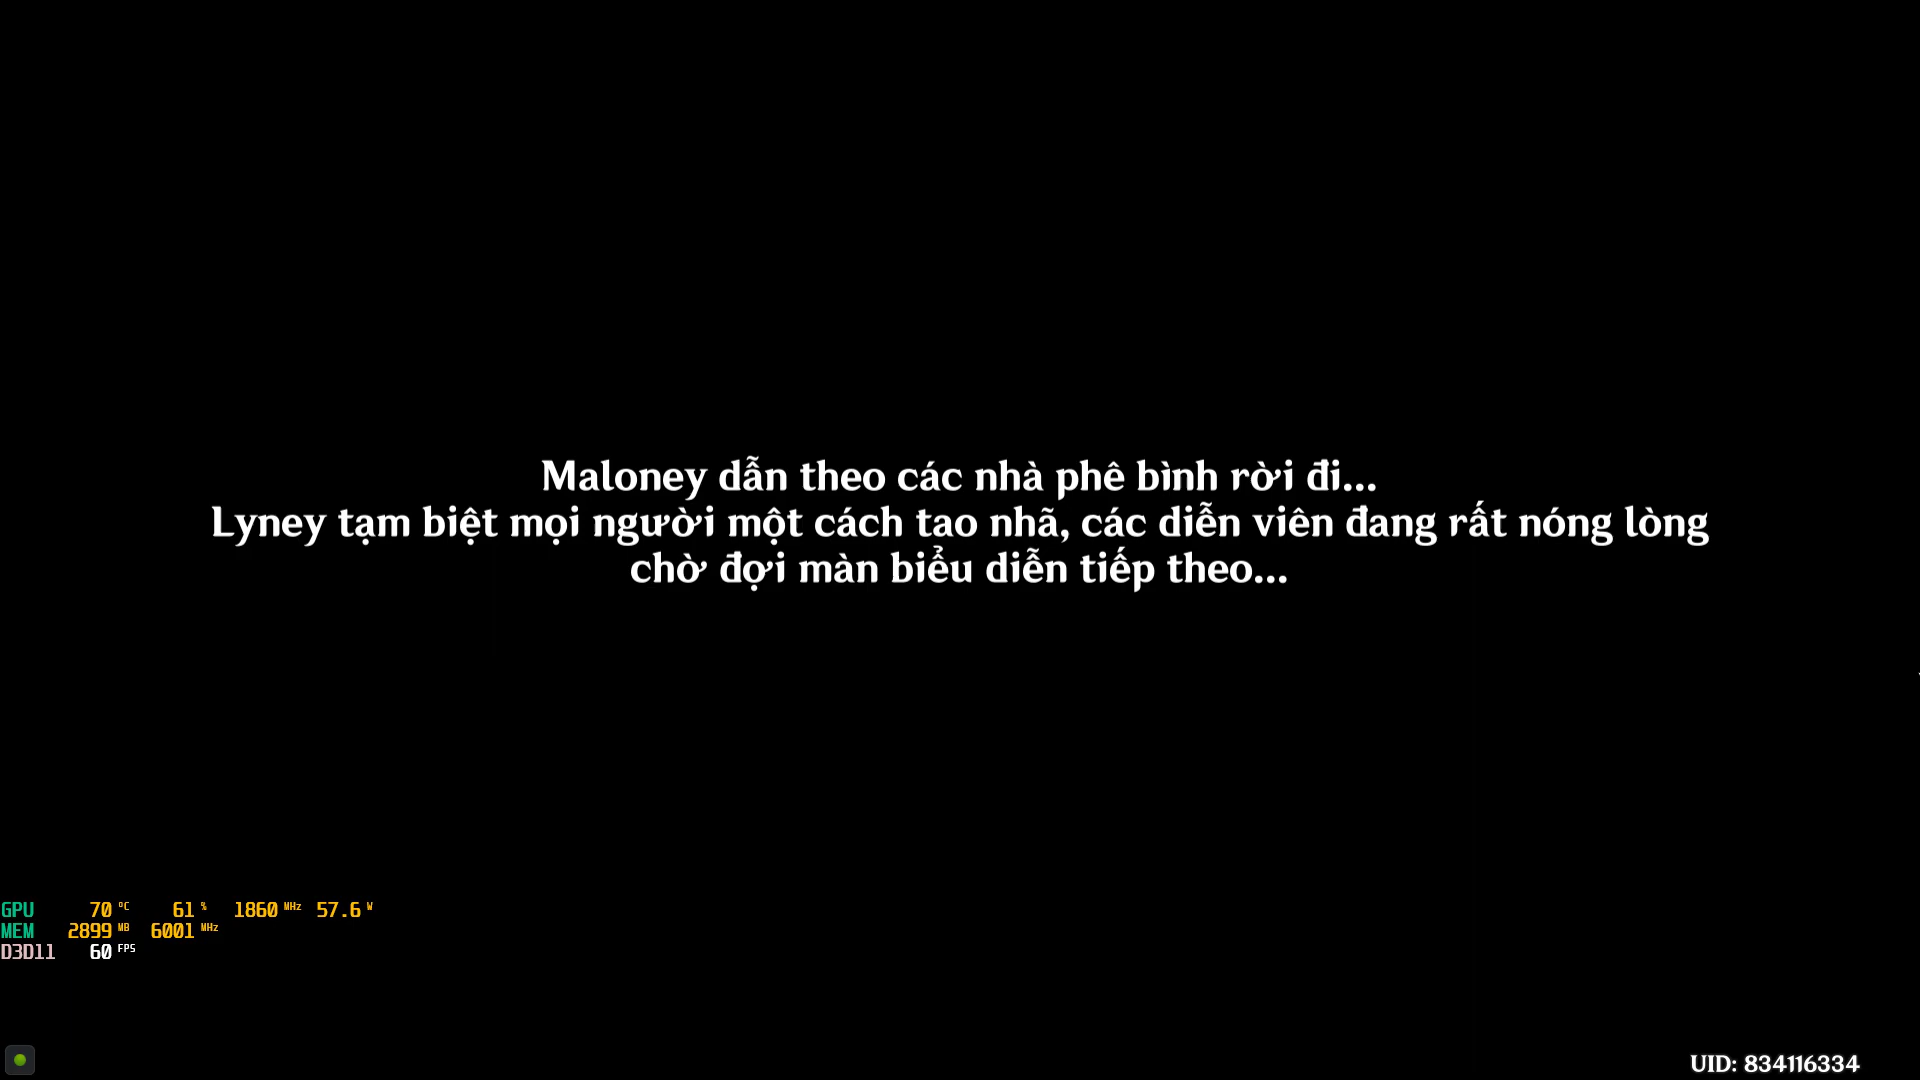 Maloney dẫn theo các nhà phê bình rời đi...
Lyney tạm biệt mọi người một cách tao nhã, các diễn viên đang rất nóng lòng
chờ đợi màn biểu diễn tiếp theo...
GPU 70 °C 61 % 1860 MHz 57.6 W
MEM 2899 MB 6001 MHz
D3D11 60 FPS
UID: 834116334